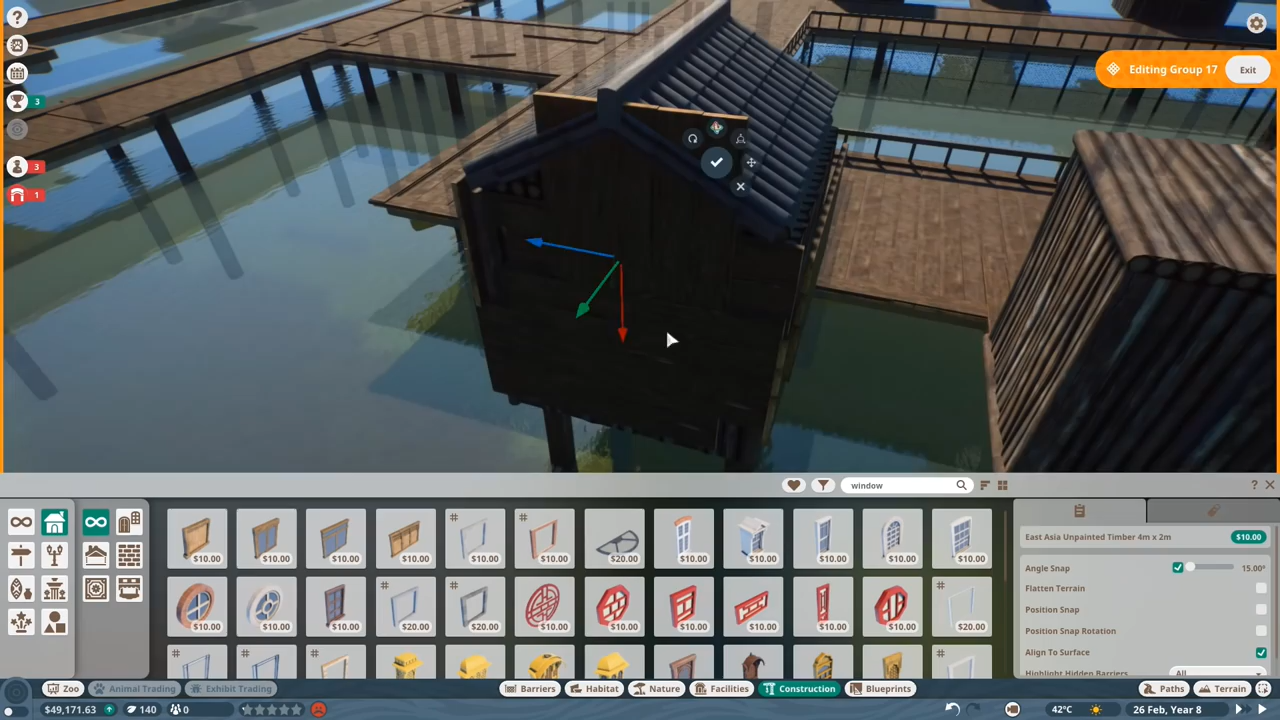 ?
Editing Group 17
Exit
3
3
1
window
?
$10.00
$10.00
$10.00
$10.00
$10.00
$10.00
$20.00
$10.00
$10.00
$10.00
$10.00
$10.00
$10.00
$10.00
$10.00
$20.00
$20.00
$10.00
$10.00
$10.00
$10.00
$10.00
$10.00
$20.00
East Asia Unpainted Timber 4m x 2m
$10.00
Angle Snap
15.00°
Flatten Terrain
Position Snap
Position Snap Rotation
Align To Surface
Highlight Hidden Barriers
All
Zoo
Animal Trading
Exhibit Trading
Barriers
Habitat
Nature
Facilities
Construction
Blueprints
Paths
Terrain
$49,171.63
140
0
42°C
26 Feb, Year 8